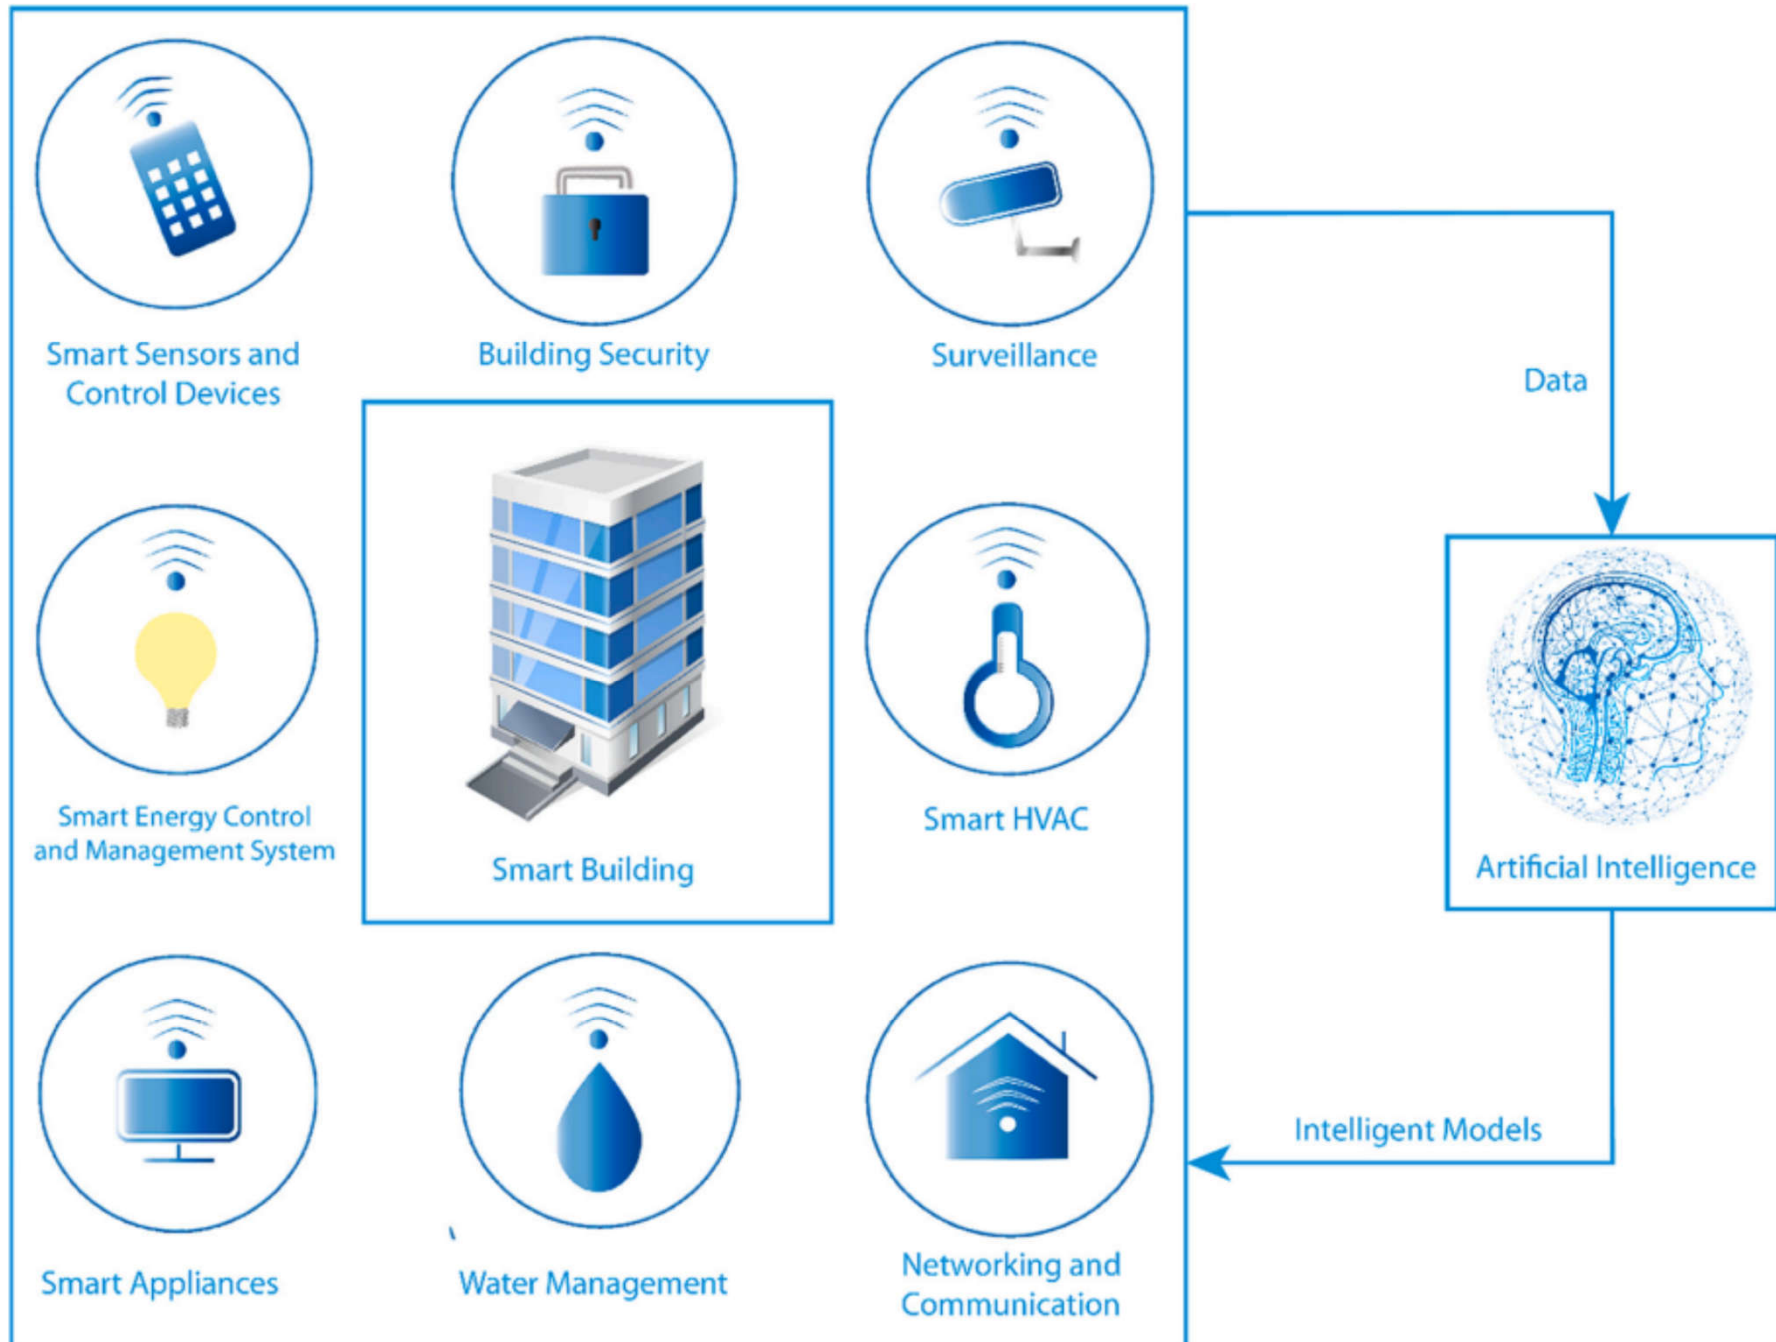 Smart Sensors and
Control Devices
Building Security
Surveillance
Data
Smart Energy Control
and Management System
Smart Building
Smart HVAC
Artificial Intelligence
Intelligent Models
Smart Appliances
Water Management
Networking and
Communication